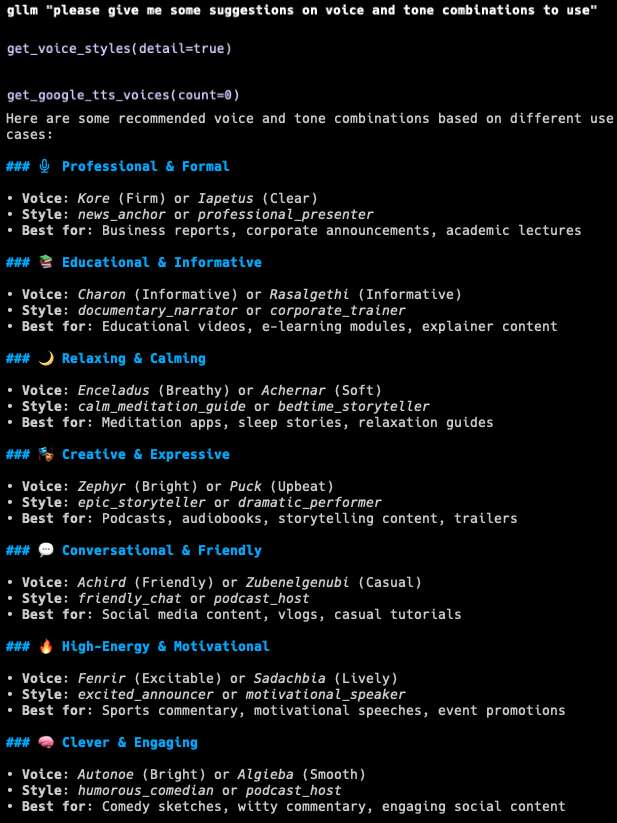 gllm "please give me some suggestions on voice and tone combinations to use"
get_voice_styles(detail=true)
get_google_tts_voices(count=0)
Here are some recommended voice and tone combinations based on different use
cases:
### 🎙️ Professional & Formal
• Voice: Kore (Firm) or Iapetus (Clear)
• Style: news_anchor or professional_presenter
• Best for: Business reports, corporate announcements, academic lectures
### 📚 Educational & Informative
• Voice: Charon (Informative) or Rasalgethi (Informative)
• Style: documentary_narrator or corporate_trainer
• Best for: Educational videos, e-learning modules, explainer content
### 🌙 Relaxing & Calming
• Voice: Enceladus (Breathy) or Achernar (Soft)
• Style: calm_meditation_guide or bedtime_storyteller
• Best for: Meditation apps, sleep stories, relaxation guides
### 🎭 Creative & Expressive
• Voice: Zephyr (Bright) or Puck (Upbeat)
• Style: epic_storyteller or dramatic_performer
• Best for: Podcasts, audiobooks, storytelling content, trailers
### 💬 Conversational & Friendly
• Voice: Achird (Friendly) or Zubenelgenubi (Casual)
• Style: friendly_chat or podcast_host
• Best for: Social media content, vlogs, casual tutorials
### 🔥 High-Energy & Motivational
• Voice: Fenrir (Excitable) or Sadachbia (Lively)
• Style: excited_announcer or motivational_speaker
• Best for: Sports commentary, motivational speeches, event promotions
### 🧠 Clever & Engaging
• Voice: Autonoe (Bright) or Algieba (Smooth)
• Style: humorous_comedian or podcast_host
• Best for: Comedy sketches, witty commentary, engaging social content